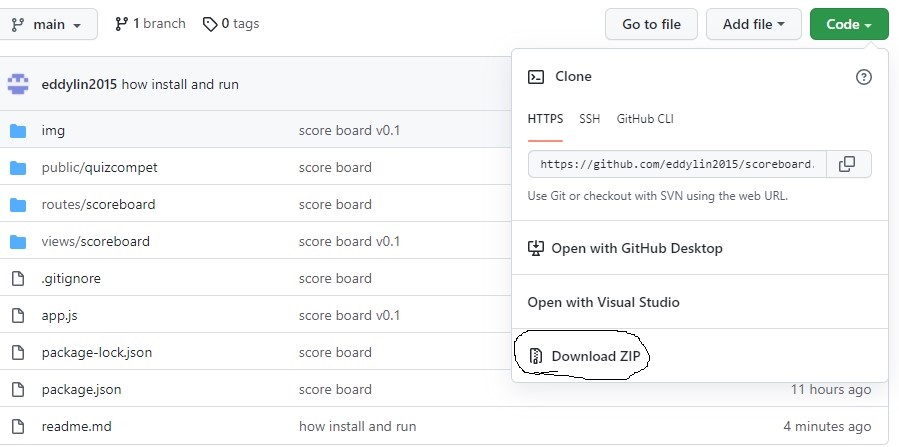 main 1 branch 0 tags Go to file Add file Code
eddylin2015 how install and run
Clone
HTTPS SSH GitHub CLI
https://github.com/eddylin2015/scoreboard.
Use Git or checkout with SVN using the web URL.
Open with GitHub Desktop
Open with Visual Studio
Download ZIP
img score board v0.1
public/quizcompet score board
routes/scoreboard score board
views/scoreboard score board v0.1
.gitignore score board
app.js score board v0.1
package-lock.json score board
package.json score board 11 hours ago
readme.md how install and run 4 minutes ago